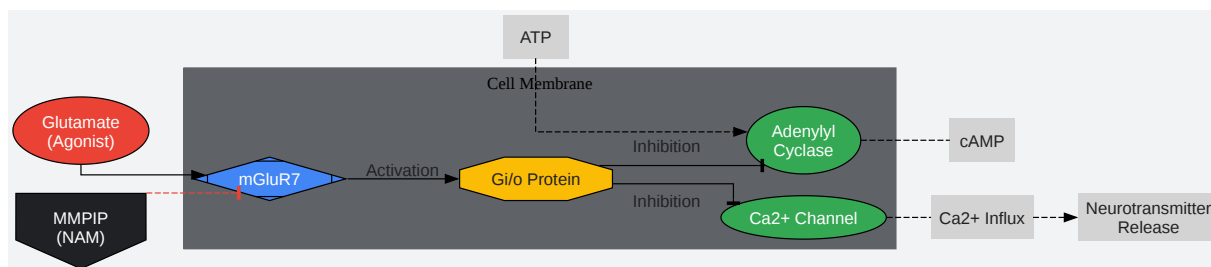 ATP
Cell Membrane
Glutamate
(Agonist)
Adenylyl
Cyclase
Inhibition
cAMP
Activation
mGluR7
Gi/o Protein
Inhibition
MMPIP
(NAM)
Ca2+ Channel
Ca2+ Influx
Neurotransmitter
Release